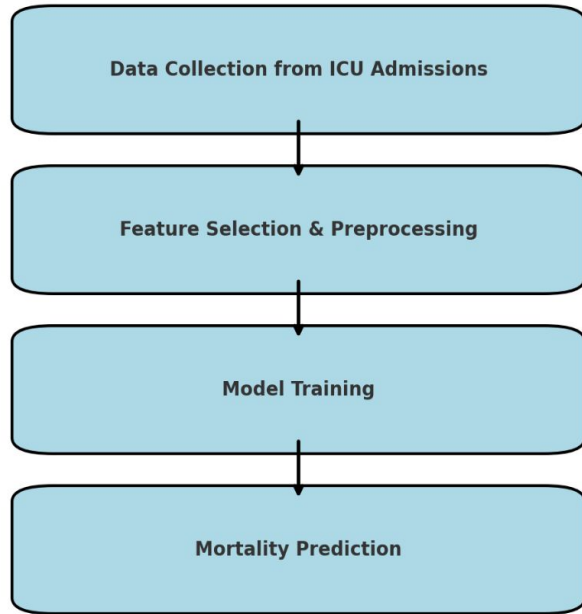 Data Collection from ICU Admissions
Feature Selection & Preprocessing
Model Training
Mortality Prediction